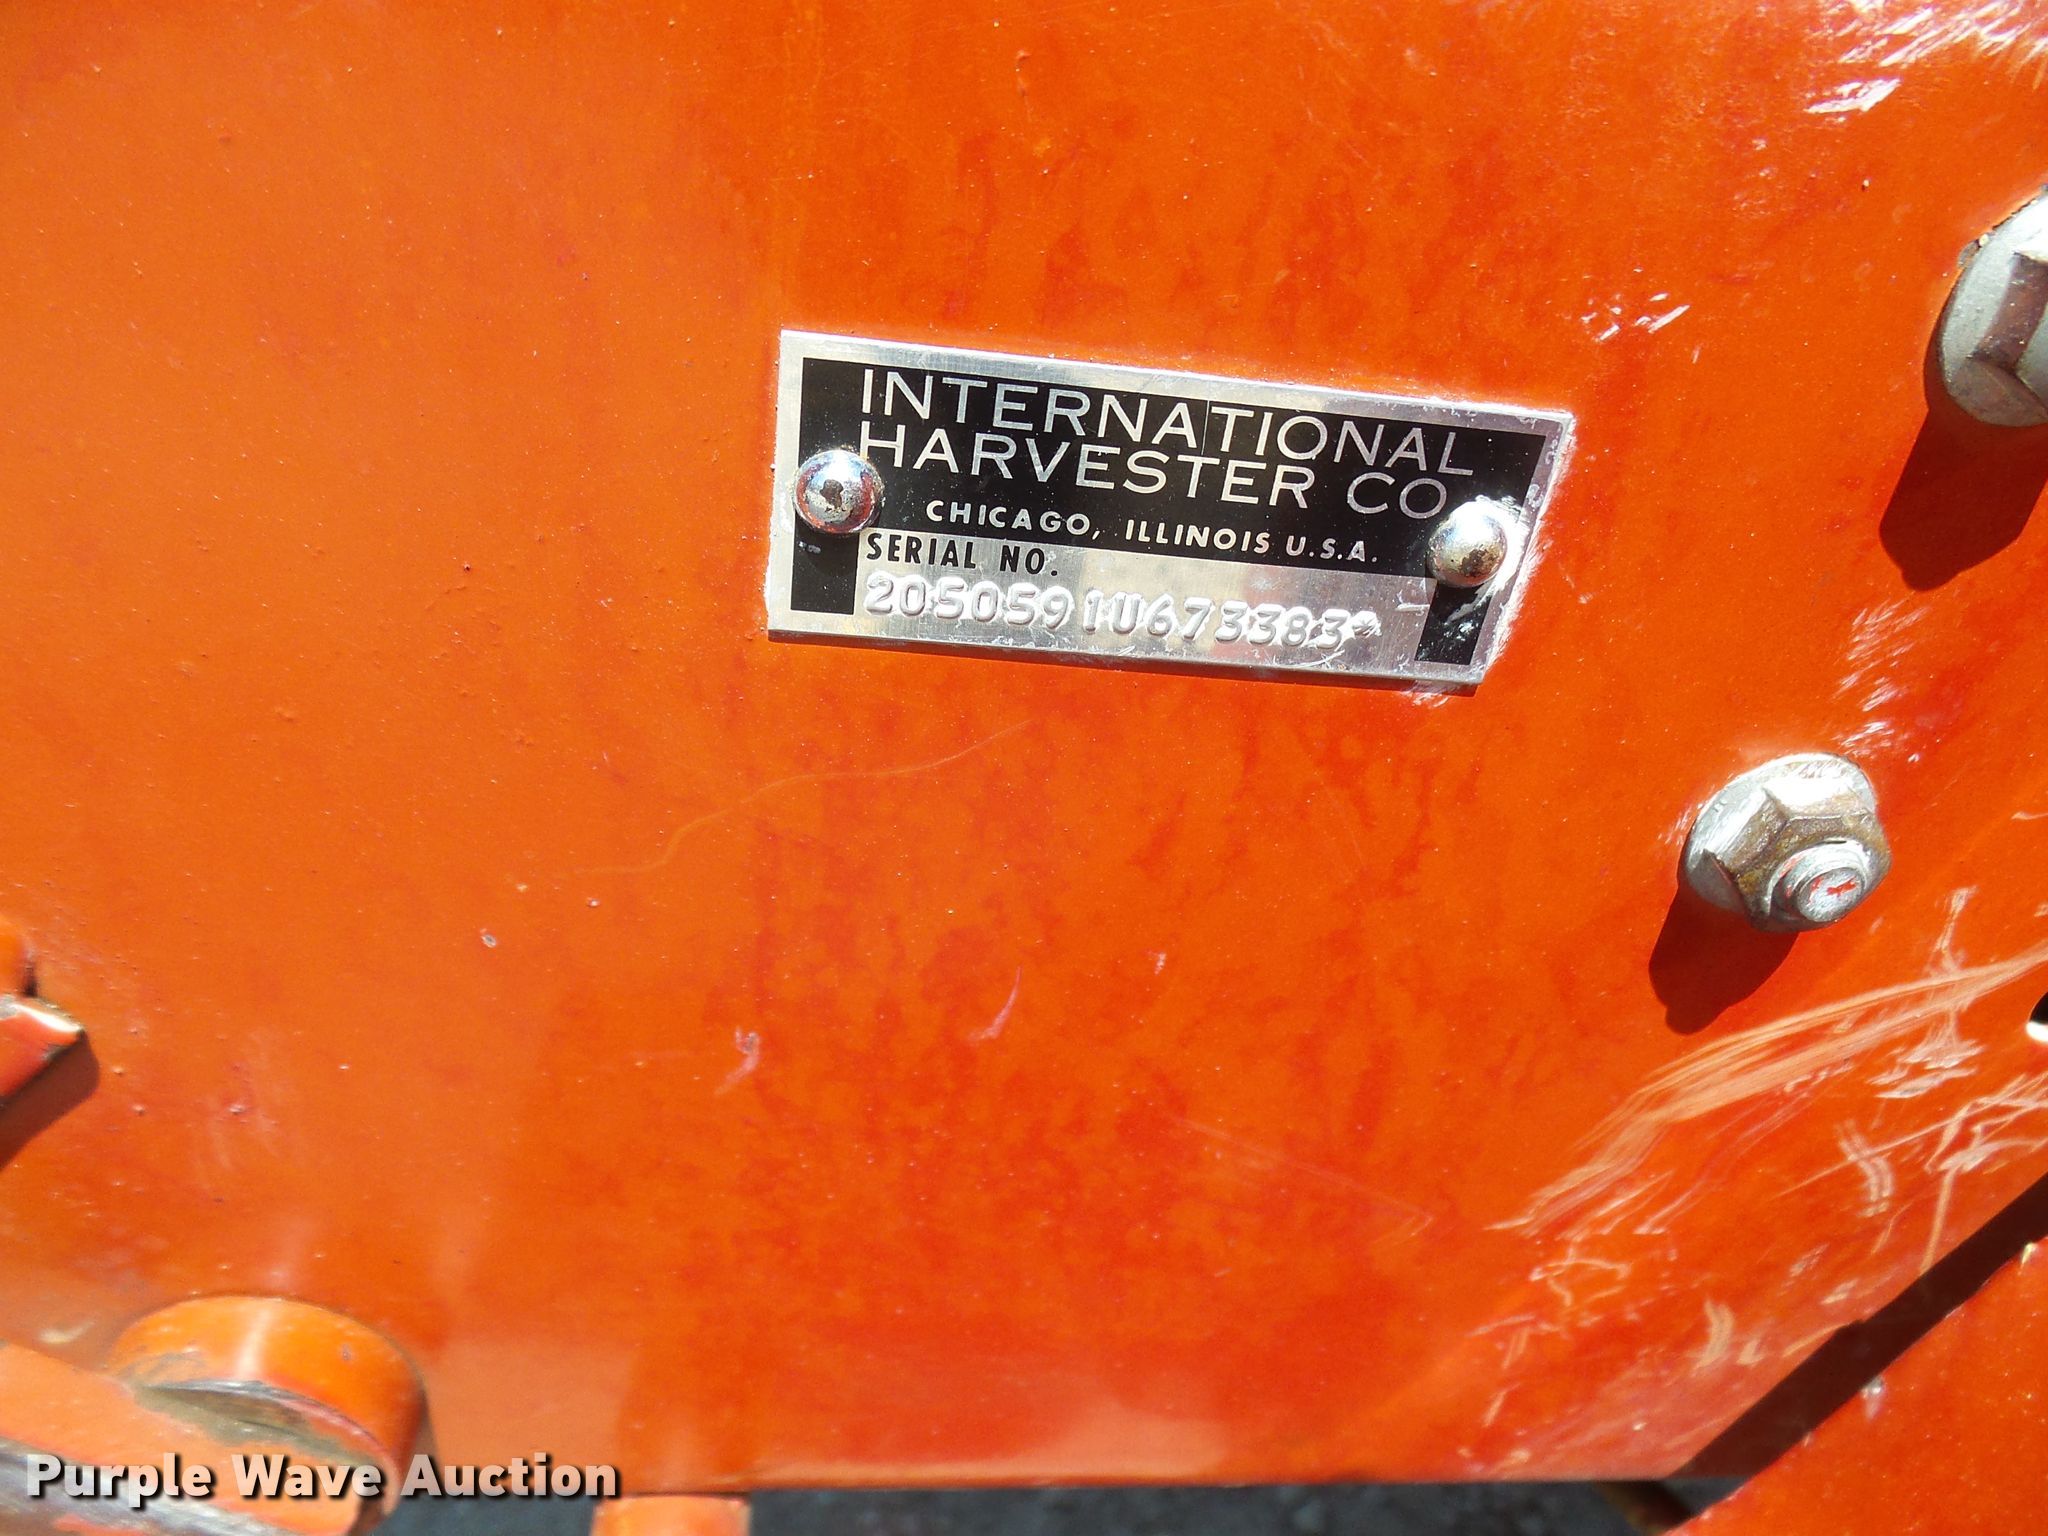 INTERNATIONAL
HARVESTER CO
CHICAGO, ILLINOIS U.S.A.
SERIAL NO.
2050591U673383*
Purple Wave Auction